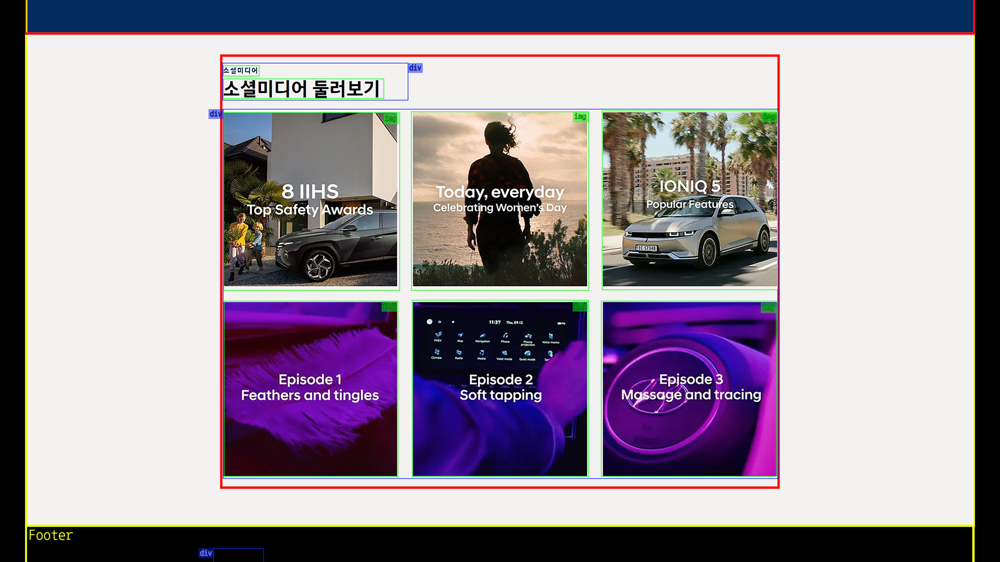 소셜미디어
div
소셜미디어 둘러보기
div
img
img
img
8 IIHS
Top Safety Awards
Today, everyday
Celebrating Women's Day
IONIQ 5
Popular Features
EC 57348
img
img
img
11:37 Thu, 09.12
PHEV Map Navigation Phone Phone projection Voice memo
Climate Radio Media Valet mode Quiet mode
Episode 1
Feathers and tingles
Episode 2
Soft tapping
Episode 3
Massage and tracing
Footer
div